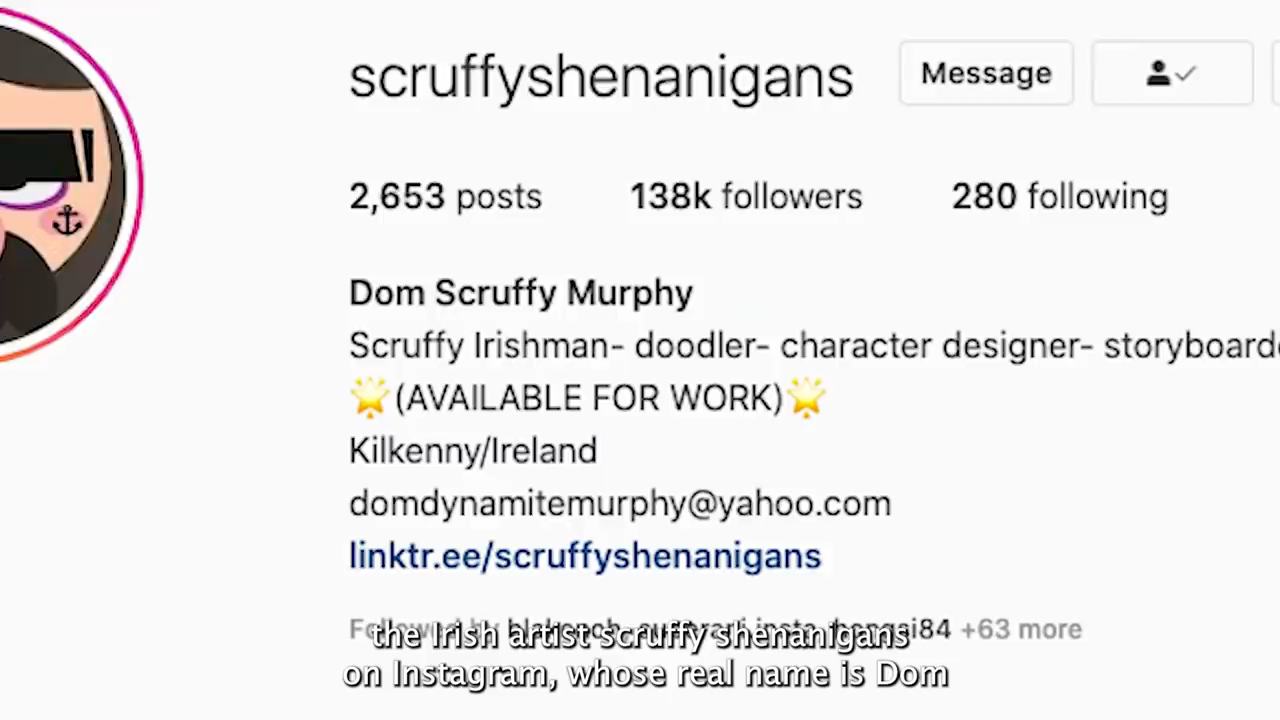 scruffyshenanigans
Message
2,653 posts
138k followers
280 following
Dom Scruffy Murphy
Scruffy Irishman- doodler- character designer- storyboard
🌟(AVAILABLE FOR WORK)🌟
Kilkenny/Ireland
domdynamitemurphy@yahoo.com
linktr.ee/scruffyshenanigans
+63 more
the Irish artist scruffy shenanigans
on Instagram, whose real name is Dom